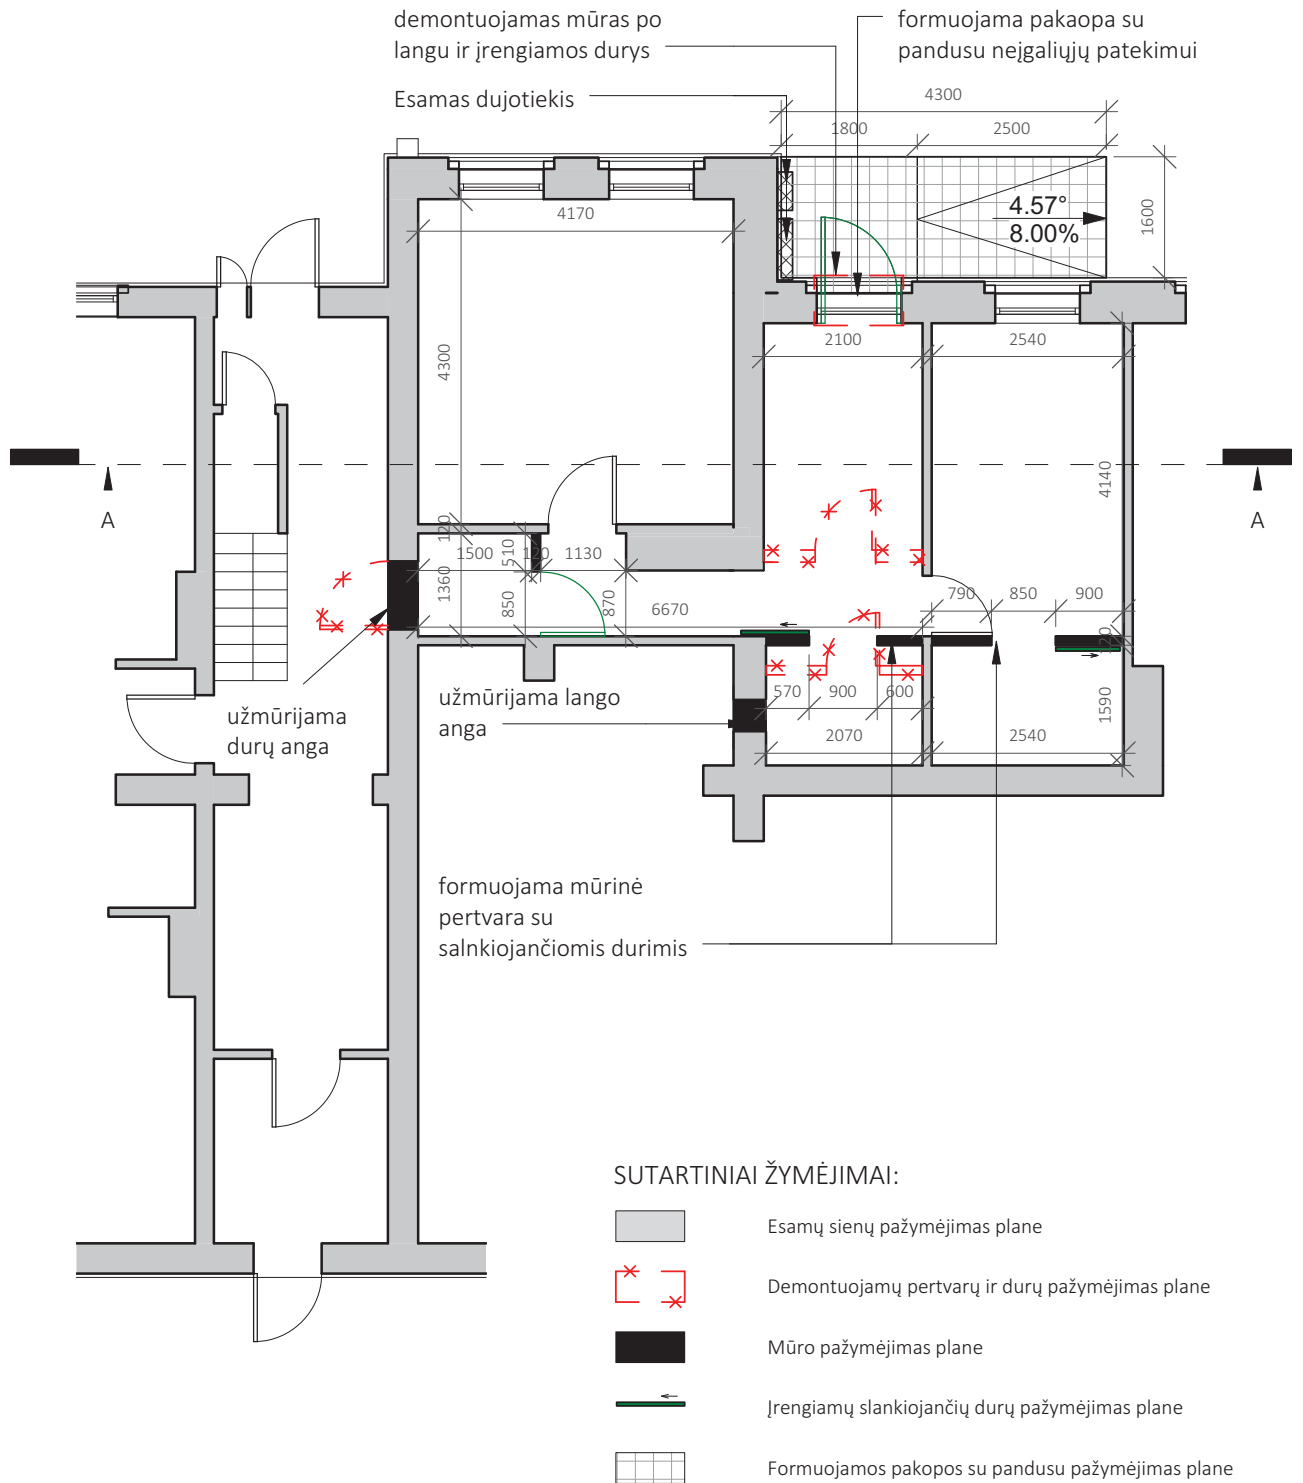 demontuojamas mūras po
langu ir įrengiamos durys
formuojama pakaopa su
pandusu neįgaliųjų patekimui
Esamas dujotiekis
4300
1800
2500
4.57°
8.00%
1600
4170
4300
2100
2540
4140
A
A
120
1500
510
120
1130
1360
850
870
6670
790
850
900
120
užmūrijama
durų anga
užmūrijama lango
anga
570
900
600
1590
2070
2540
formuojama mūrinė
pertvara su
salnkiojančiomis durimis
SUTARTINIAI ŽYMĖJIMAI:
Esamų sienų pažymėjimas plane
Demontuojamų pertvarų ir durų pažymėjimas plane
Mūro pažymėjimas plane
Įrengiamų slankiojančių durų pažymėjimas plane
Formuojamos pakopos su pandusu pažymėjimas plane